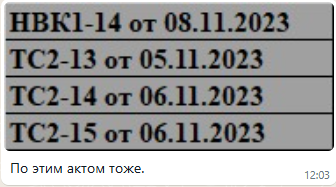 НВК1-14 от 08.11.2023
ТС2-13 от 05.11.2023
ТС2-14 от 06.11.2023
ТС2-15 от 06.11.2023
По этим актом тоже.
12:03